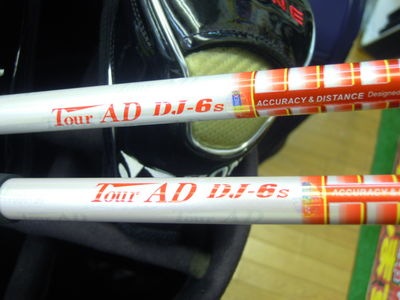 Tour AD DJ-6s ACCURACY & DISTANCE Designed
Tour AD DJ-6s ACCURACY &